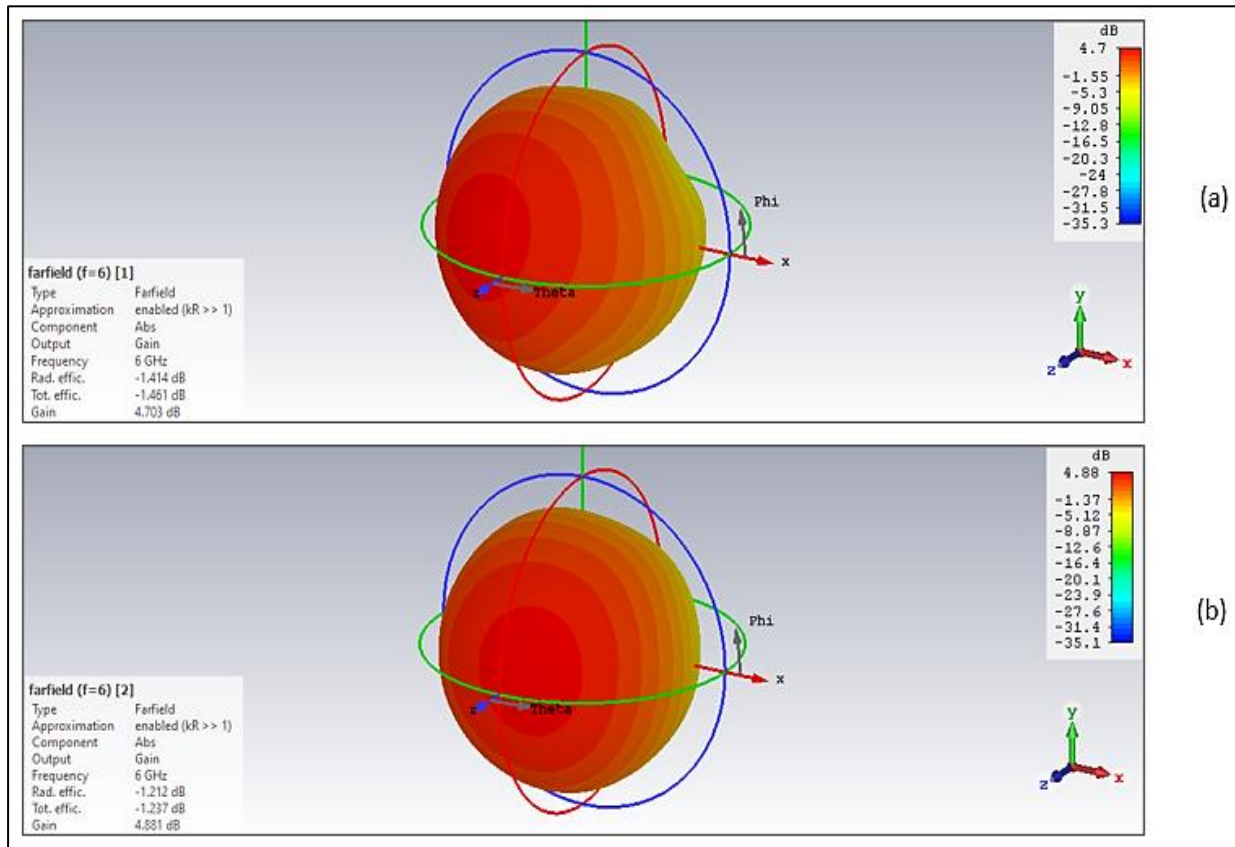 dB
4.7
-1.55
-5.3
-9.05
-12.8
-16.5
-20.3
-24
-27.8
-31.5
-35.3
(a)
Phi
x
z Theta
farfield (f=6) [1]
Type Farfield
Approximation enabled (kR >> 1)
Component Abs
Output Gain
Frequency 6 GHz
Rad. effic. -1.414 dB
Tot. effic. -1.461 dB
Gain 4.703 dB
y
z x
dB
4.88
-1.37
-5.12
-8.87
-12.6
-16.4
-20.1
-23.9
-27.6
-31.4
-35.1
(b)
Phi
x
z Theta
farfield (f=6) [2]
Type Farfield
Approximation enabled (kR >> 1)
Component Abs
Output Gain
Frequency 6 GHz
Rad. effic. -1.212 dB
Tot. effic. -1.237 dB
Gain 4.881 dB
y
z x